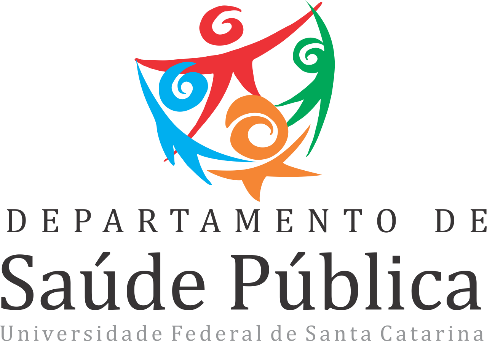 DEPARTAMENTO DE
Saúde Pública
Universidade Federal de Santa Catarina